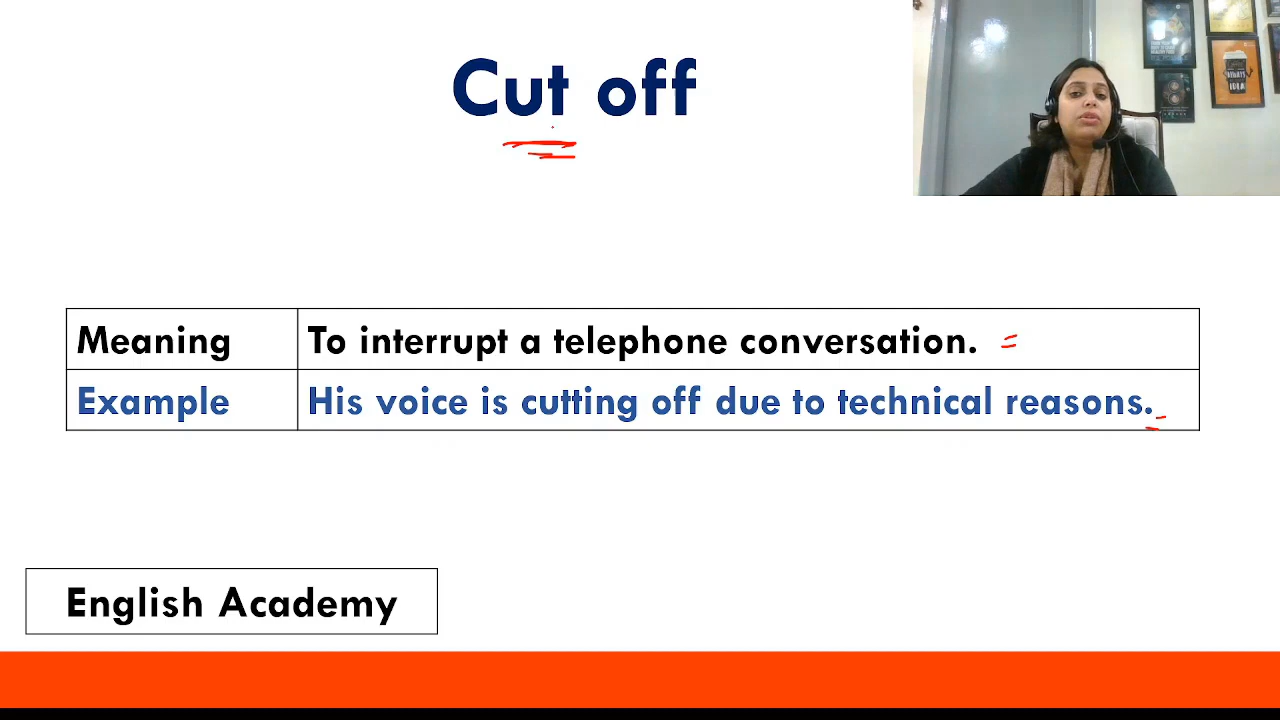 Cut off
Meaning To interrupt a telephone conversation.
Example His voice is cutting off due to technical reasons.
English Academy